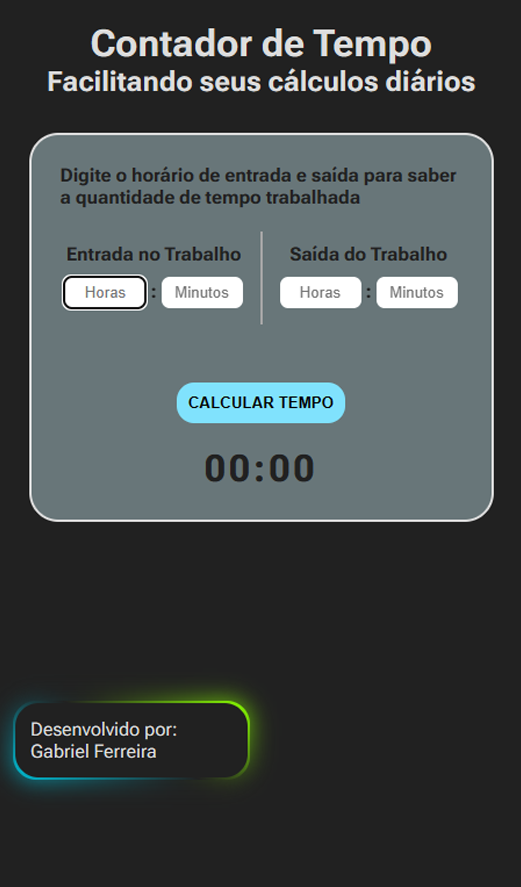 Contador de Tempo
Facilitando seus cálculos diários
Digite o horário de entrada e saída para saber
a quantidade de tempo trabalhada
Entrada no Trabalho
Saída do Trabalho
Horas : Minutos
Horas : Minutos
CALCULAR TEMPO
00:00
Desenvolvido por:
Gabriel Ferreira